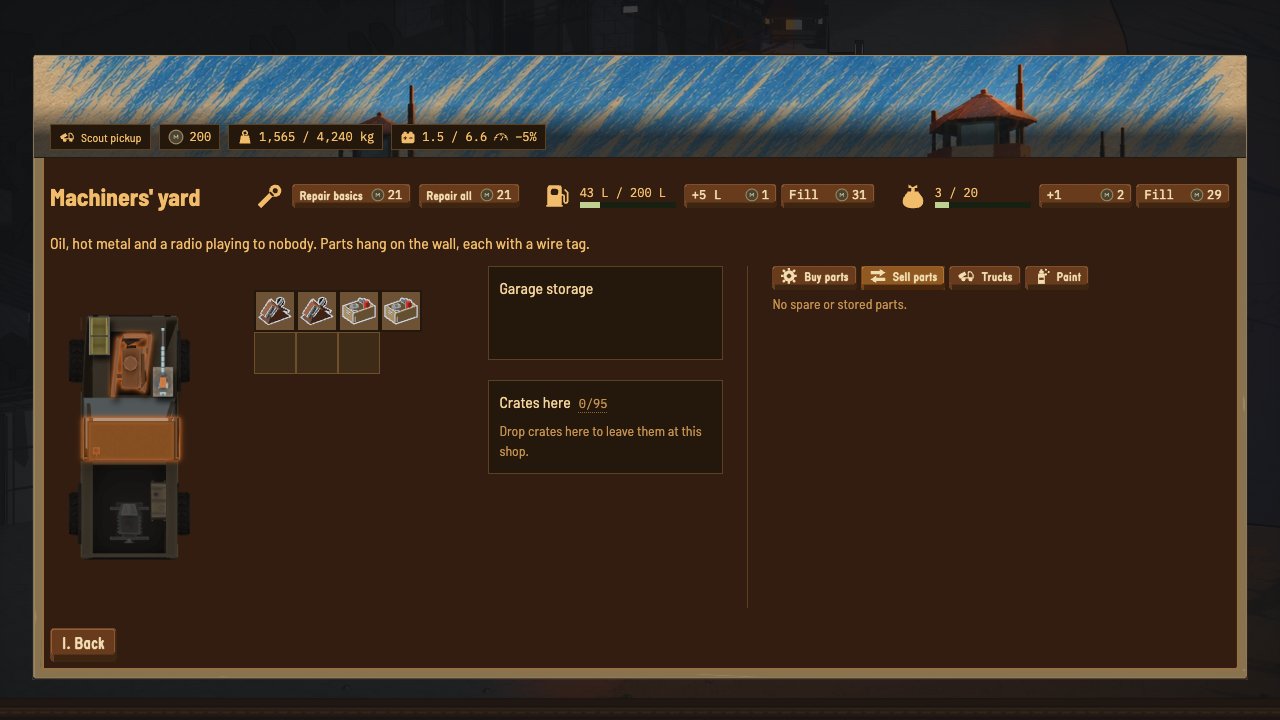 Scout pickup
200
1,565 / 4,240 kg
1.5 / 6.6 -5%
Machiners' yard
Repair basics 21
Repair all 21
43 L / 200 L
+5 L 1
Fill 31
3 / 20
+1 2
Fill 29
Oil, hot metal and a radio playing to nobody. Parts hang on the wall, each with a wire tag.
Garage storage
Crates here 0/95
Drop crates here to leave them at this
shop.
Buy parts
Sell parts
Trucks
Paint
No spare or stored parts.
1. Back